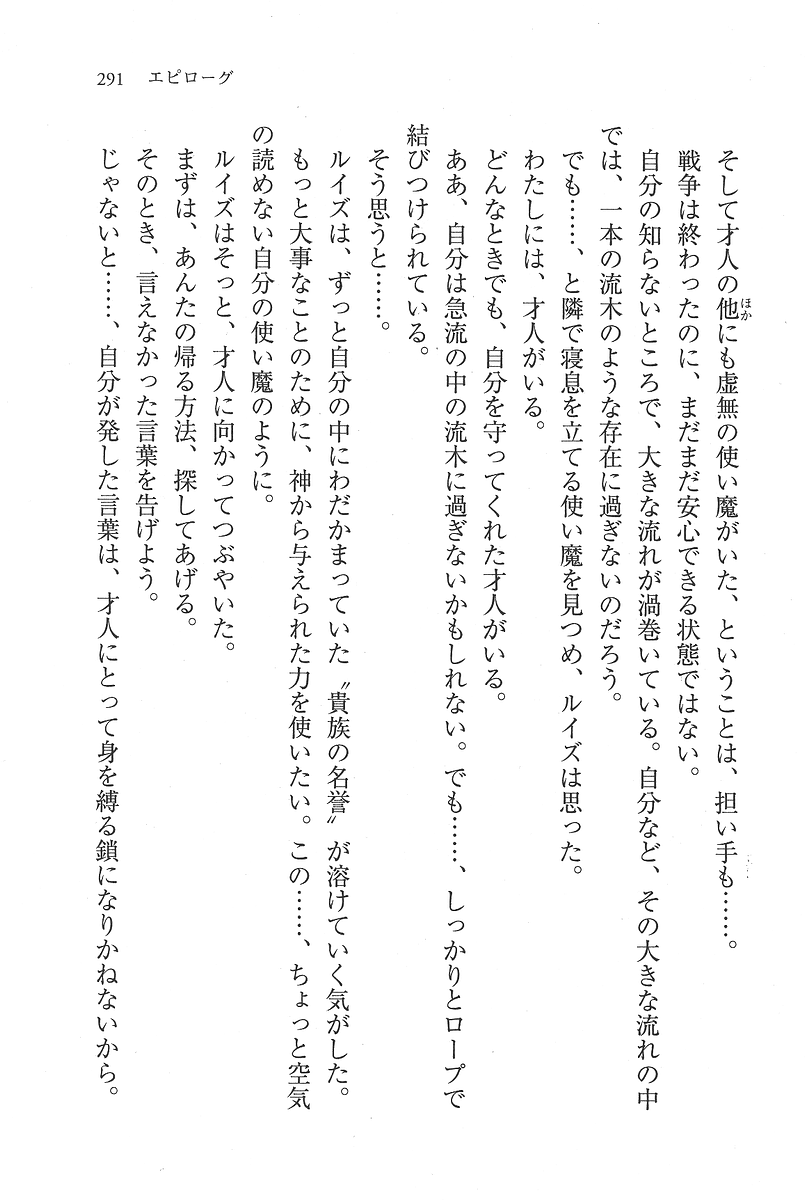 291 エピローグ
そして才人の他にも虚無の使い魔がいた、ということは、担い手も……。
ほか
戦争は終わったのに、まだまだ安心できる状態ではない。
自分の知らないところで、大きな流れが渦巻いている。自分など、その大きな流れの中
では、一本の流木のような存在に過ぎないのだろう。
でも……、と隣で寝息を立てる使い魔を見つめ、ルイズは思った。
わたしには、才人がいる。
どんなときでも、自分を守ってくれた才人がいる。
ああ、自分は急流の中の流木に過ぎないかもしれない。でも……、しっかりとロープで
結びつけられている。
そう思うと……。
ルイズは、ずっと自分の中にわだかまっていた〝貴族の名誉〟が溶けていく気がした。
もっと大事なことのために、神から与えられた力を使いたい。この……、ちょっと空気
の読めない自分の使い魔のように。
ルイズはそっと、才人に向かってつぶやいた。
まずは、あんたの帰る方法、探してあげる。
そのとき、言えなかった言葉を告げよう。
じゃないと……、自分が発した言葉は、才人にとって身を縛る鎖になりかねないから。